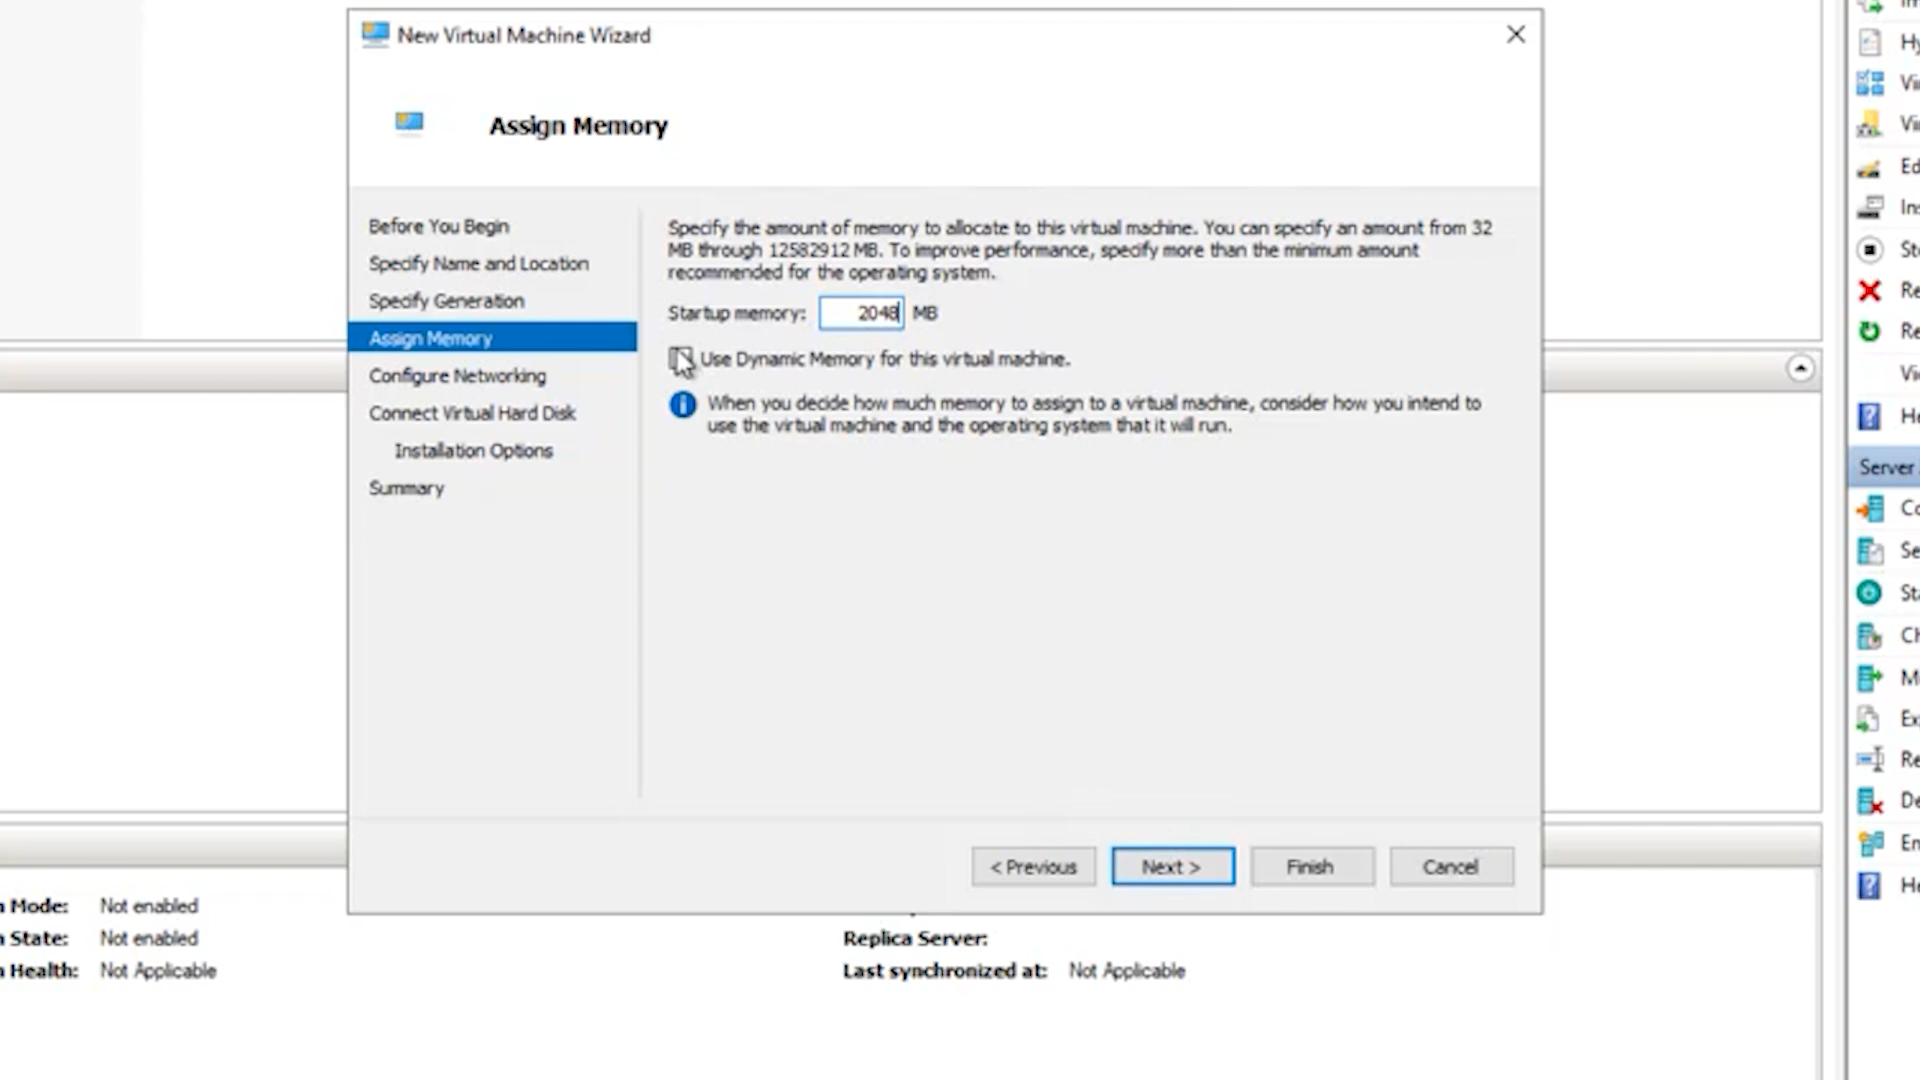 New Virtual Machine Wizard
Assign Memory
Before You Begin
Specify Name and Location
Specify Generation
Assign Memory
Configure Networking
Connect Virtual Hard Disk
Installation Options
Summary
Specify the amount of memory to allocate to this virtual machine. You can specify an amount from 32
MB through 12582912 MB. To improve performance, specify more than the minimum amount
recommended for the operating system.
Startup memory: 2048 MB
Use Dynamic Memory for this virtual machine.
When you decide how much memory to assign to a virtual machine, consider how you intend to
use the virtual machine and the operating system that it will run.
< Previous
Next >
Finish
Cancel
Mode: Not enabled
State: Not enabled
Health: Not Applicable
Replica Server:
Last synchronized at: Not Applicable
Server